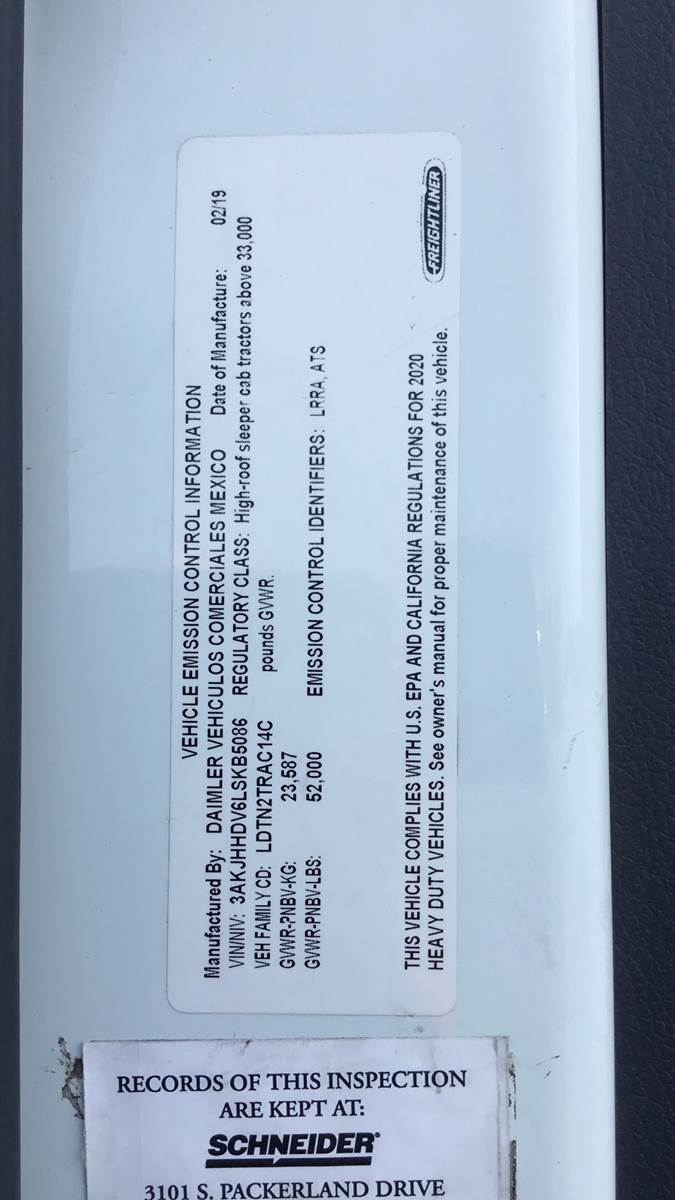 VEHICLE EMISSION CONTROL INFORMATION
Manufactured By: DAIMLER VEHICULOS COMERCIALES MEXICO Date of Manufacture: 02/19
VIN/NIV: 3AKJHHDV6LSKB5086 REGULATORY CLASS: High-roof sleeper cab tractors above 33,000
VEH FAMILY CD: LDTN2TRAC14C pounds GVWR.
GVWR-PNBV-KG: 23,587
GVWR-PNBV-LBS: 52,000 EMISSION CONTROL IDENTIFIERS: LRRA, ATS
THIS VEHICLE COMPLIES WITH U.S. EPA AND CALIFORNIA REGULATIONS FOR 2020
HEAVY DUTY VEHICLES. See owner's manual for proper maintenance of this vehicle.
FREIGHTLINER
RECORDS OF THIS INSPECTION
ARE KEPT AT:
SCHNEIDER®
3101 S. PACKERLAND DRIVE